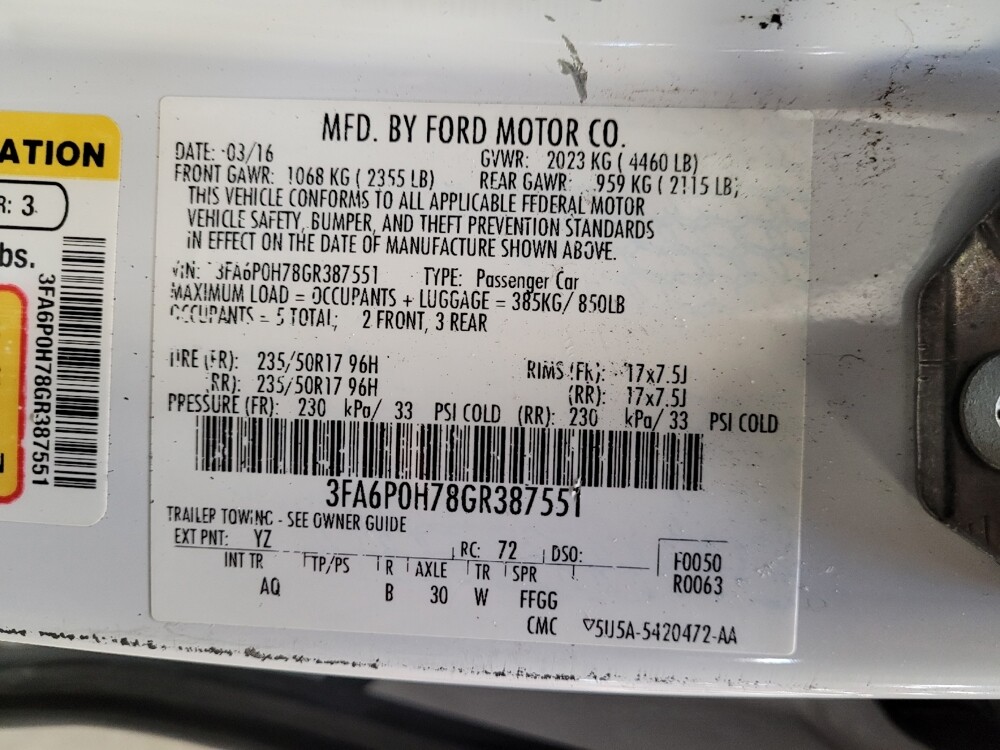 ATION
R: 3
bs.
3FA6P0H78GR387551
N
MFD. BY FORD MOTOR CO.
DATE: 03/16 GVWR: 2023 KG ( 4460 LB)
FRONT GAWR: 1068 KG ( 2355 LB) REAR GAWR: 959 KG ( 2115 LB)
THIS VEHICLE CONFORMS TO ALL APPLICABLE FEDERAL MOTOR
VEHICLE SAFETY, BUMPER, AND THEFT PREVENTION STANDARDS
IN EFFECT ON THE DATE OF MANUFACTURE SHOWN ABOVE.
VIN: 3FA6P0H78GR387551 TYPE: Passenger Car
MAXIMUM LOAD = OCCUPANTS + LUGGAGE = 385KG/ 850LB
OCCUPANTS = 5 TOTAL; 2 FRONT, 3 REAR
TIRE (FR): 235/50R17 96H RIMS (FR): 17x7.5J
(RR): 235/50R17 96H (RR): 17x7.5J
PRESSURE (FR): 230 kPa/ 33 PSI COLD (RR): 230 kPa/ 33 PSI COLD
3FA6P0H78GR387551
TRAILER TOWING - SEE OWNER GUIDE
EXT PNT: YZ RC: 72 DSO: F0050
INT TR TP/PS R AXLE TR SPR R0063
AQ B 30 W FFGG
CMC ▽5U5A-5420472-AA